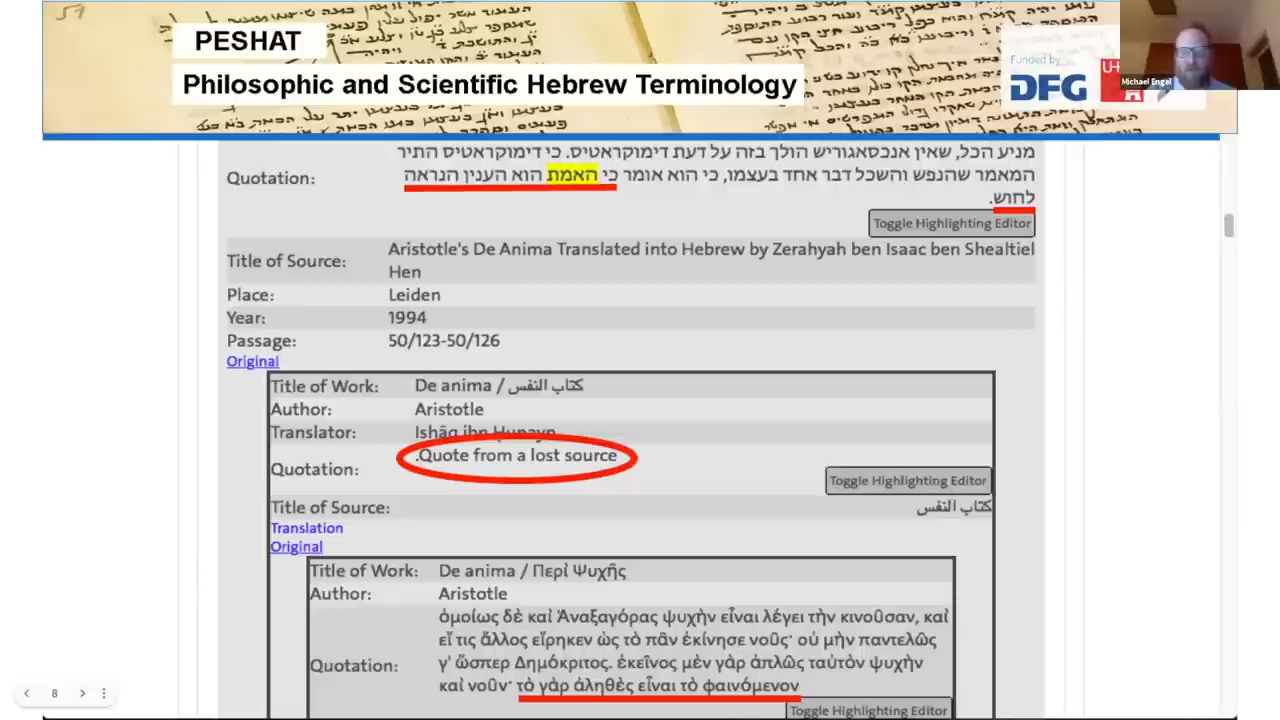 PESHAT
Philosophic and Scientific Hebrew Terminology
Funded by
DFG
Michael Engel
מניע הכל, שאין אנכסאגוריש הולך בזה על דעת דימוקראטיס. כי דימוקראטיס התיר
המאמר שהנפש והשכל דבר אחד בעצמו, כי הוא אומר כי האמת הוא הענין הנראה
לחוש.
Quotation:
Toggle Highlighting Editor
Title of Source: Aristotle's De Anima Translated into Hebrew by Zerahyah ben Isaac ben Shealtiel
Hen
Place: Leiden
Year: 1994
Passage: 50/123-50/126
Original
Title of Work: De anima / كتاب النفس
Author: Aristotle
Translator: Isḥāq ibn Ḥunayn
Quotation: .Quote from a lost source
Toggle Highlighting Editor
Title of Source: كتاب النفس
Translation
Original
Title of Work: De anima / Περὶ Ψυχῆς
Author: Aristotle
ὁμοίως δὲ καὶ Ἀναξαγόρας ψυχὴν εἶναι λέγει τὴν κινοῦσαν, καὶ
εἴ τις ἄλλος εἴρηκεν ὡς τὸ πᾶν ἐκίνησε νοῦς· οὐ μὴν παντελῶς
Quotation: γ' ὥσπερ Δημόκριτος. ἐκεῖνος μὲν γὰρ ἁπλῶς ταὐτὸν ψυχὴν
καὶ νοῦν· τὸ γὰρ ἀληθὲς εἶναι τὸ φαινόμενον
Toggle Highlighting Editor
8